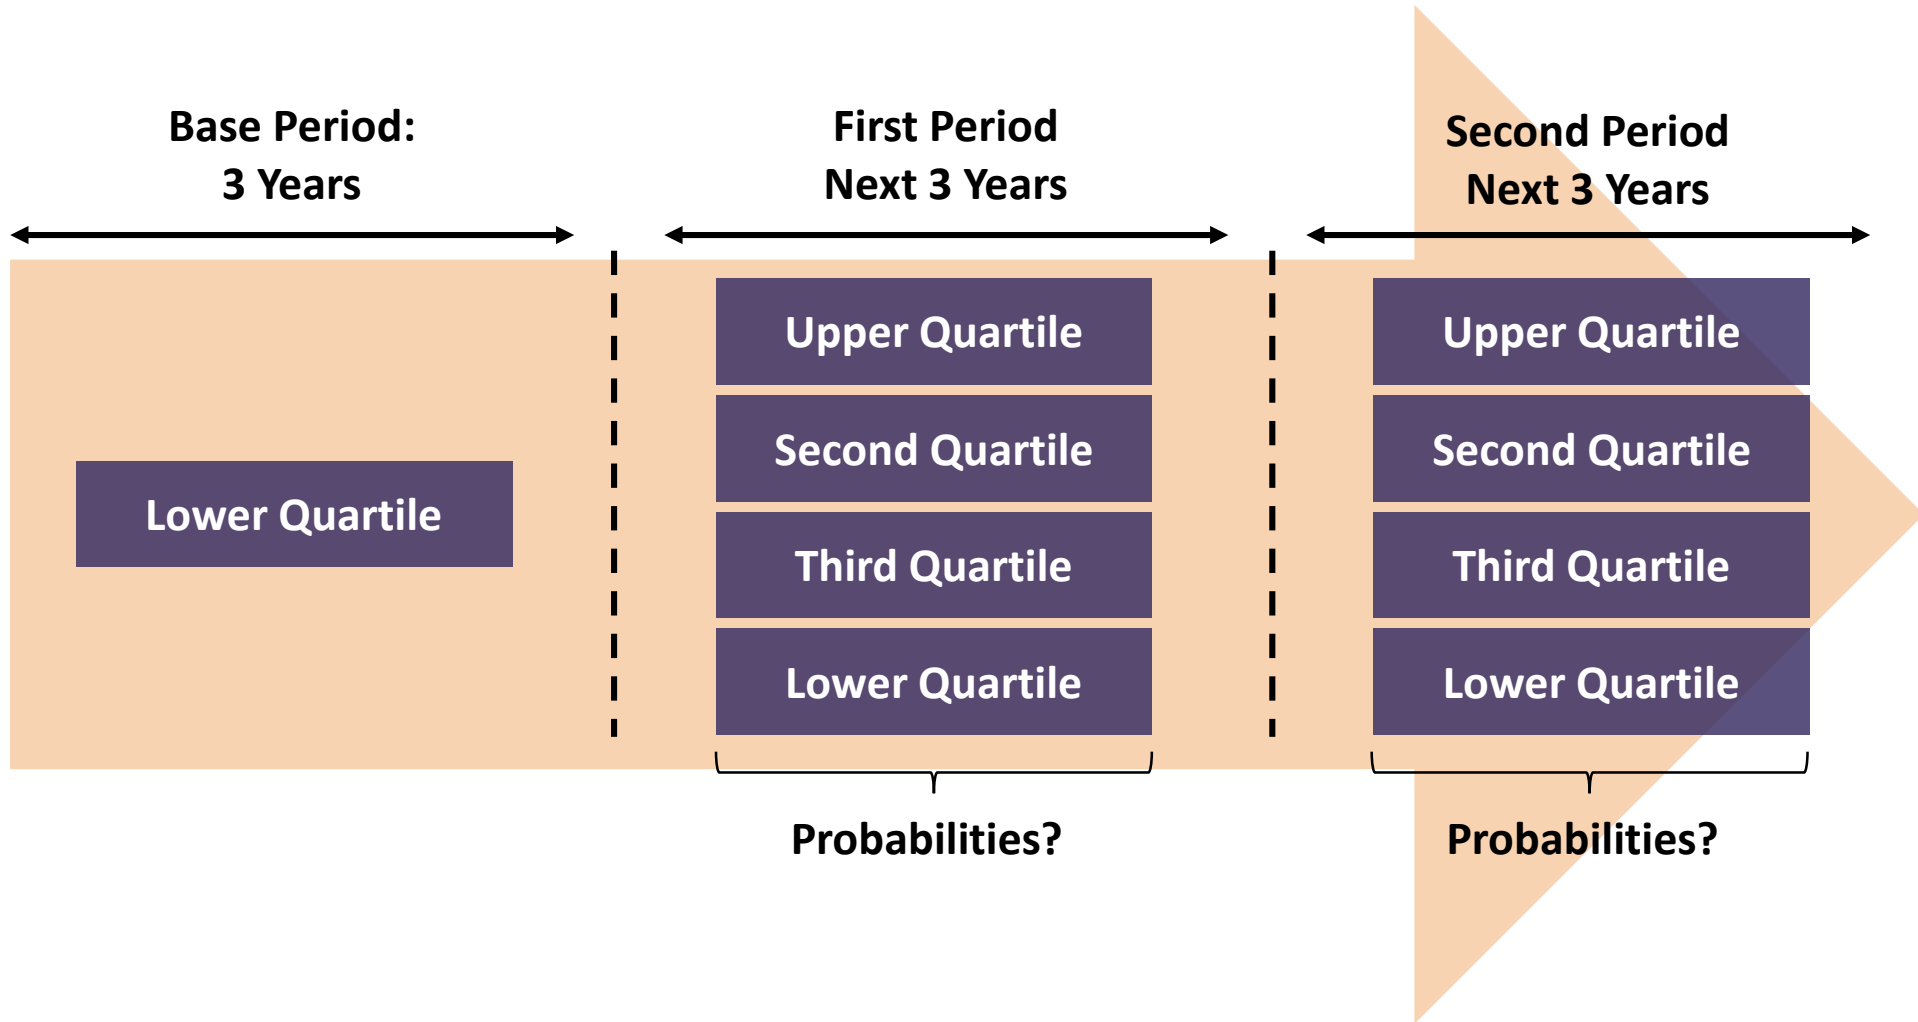 Base Period:
3 Years
First Period
Next 3 Years
Second Period
Next 3 Years
Lower Quartile
Upper Quartile
Second Quartile
Third Quartile
Lower Quartile
Upper Quartile
Second Quartile
Third Quartile
Lower Quartile
Probabilities?
Probabilities?